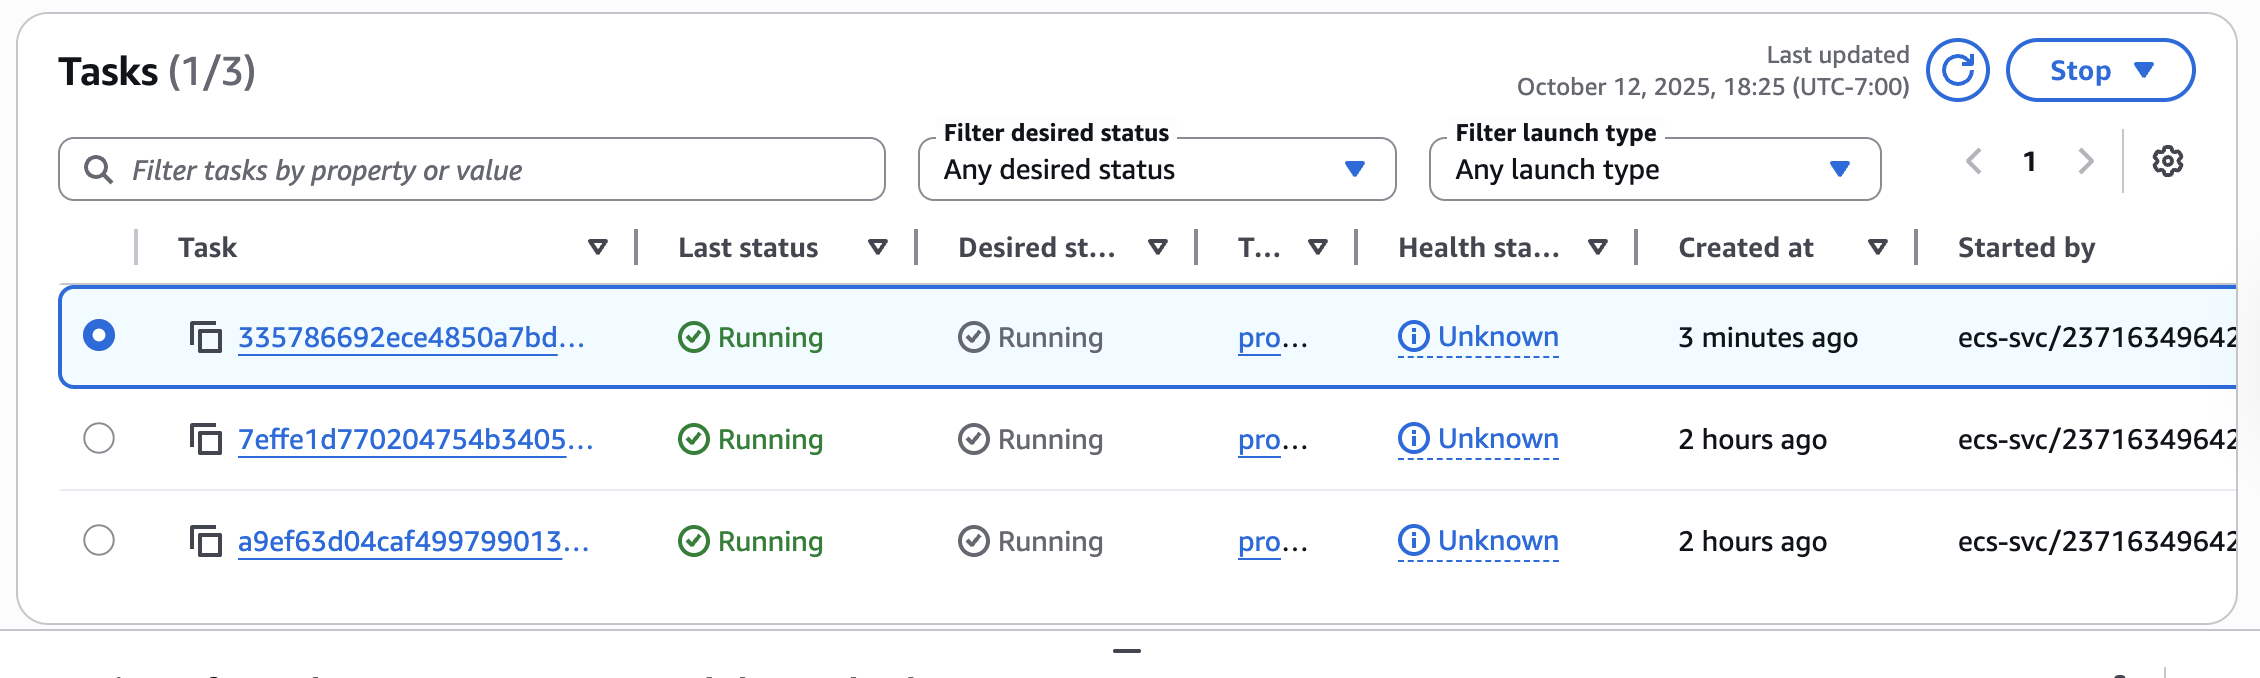 Tasks (1/3)
Last updated
October 12, 2025, 18:25 (UTC-7:00)
Stop
Filter tasks by property or value
Filter desired status
Any desired status
Filter launch type
Any launch type
1
Task Last status Desired st... T... Health sta... Created at Started by
335786692ece4850a7bd... Running Running pro... Unknown 3 minutes ago ecs-svc/23716349642
7effe1d770204754b3405... Running Running pro... Unknown 2 hours ago ecs-svc/23716349642
a9ef63d04caf499799013... Running Running pro... Unknown 2 hours ago ecs-svc/23716349642